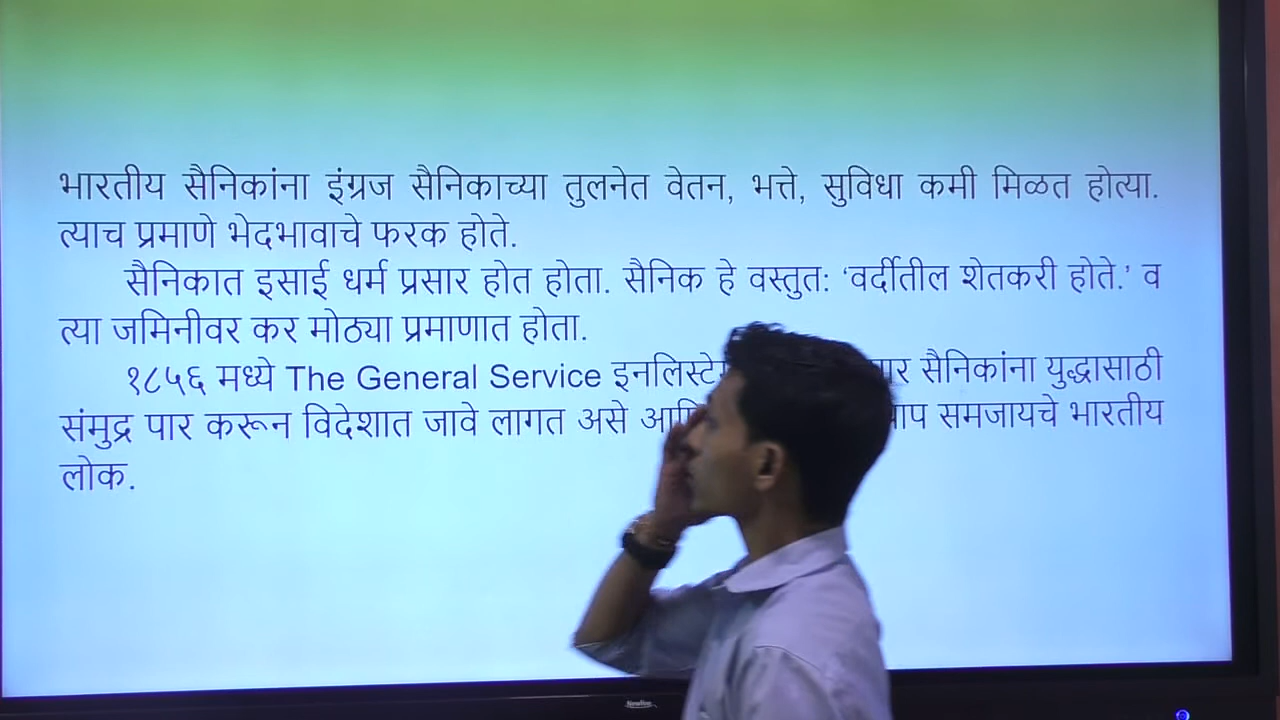 भारतीय सैनिकांना इंग्रज सैनिकाच्या तुलनेत वेतन, भत्ते, सुविधा कमी मिळत होत्या.
त्याच प्रमाणे भेदभावाचे फरक होते.
सैनिकात इसाई धर्म प्रसार होत होता. सैनिक हे वस्तुत: ‘वर्दीतील शेतकरी होते.’ व
त्या जमिनीवर कर मोठ्या प्रमाणात होता.
१८५६ मध्ये The General Service सैनिकांना युद्धासाठी
संमुद्र पार करून विदेशात जावे लागत असे समजायचे भारतीय
लोक.